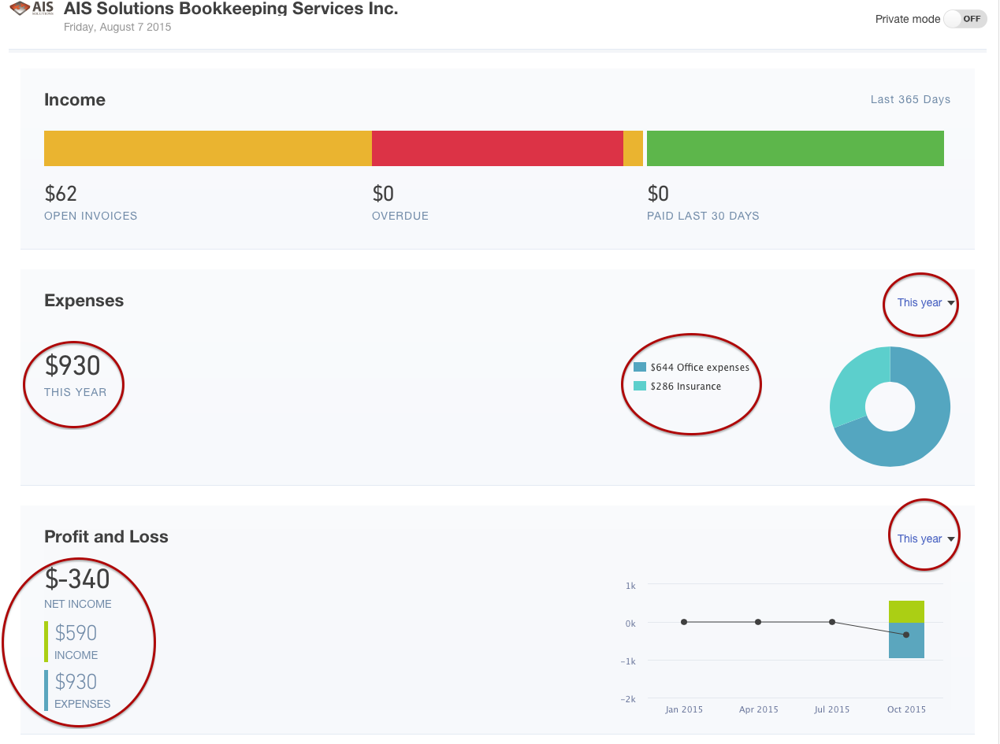 AIS
SOLUTIONS
AIS Solutions Bookkeeping Services Inc.
Friday, August 7 2015
Private mode
OFF
Income
Last 365 Days
$62
OPEN INVOICES
$0
OVERDUE
$0
PAID LAST 30 DAYS
Expenses
This year
$930
THIS YEAR
$644 Office expenses
$286 Insurance
Profit and Loss
This year
$-340
NET INCOME
$590
INCOME
$930
EXPENSES
1k
0k
-1k
-2k
Jan 2015 Apr 2015 Jul 2015 Oct 2015